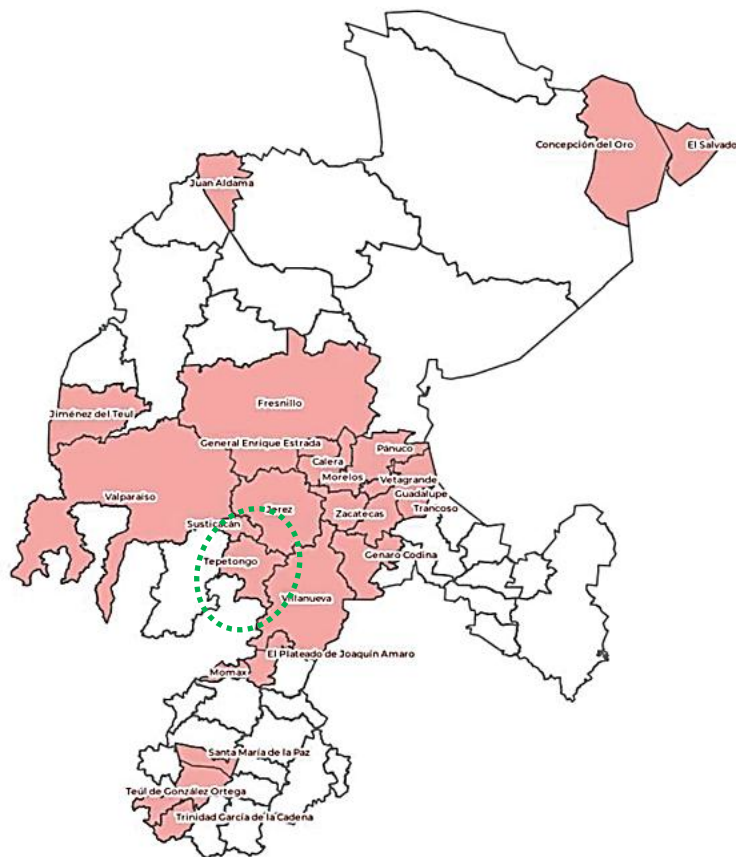 Concepción del Oro
El Salvado
Juan Aldama
Fresnillo
Jiménez del Teul
General Enrique Estrada
Pánuco
Calera
Morelos
Vetagrande
Valparaíso
Guadalupe
Jerez
Trancoso
Zacatecas
Susticacán
Genaro Codina
Tepetongo
Villanueva
El Plateado de Joaquín Amaro
Momax
Santa María de la Paz
Teúl de González Ortega
Trinidad García de la Cadena